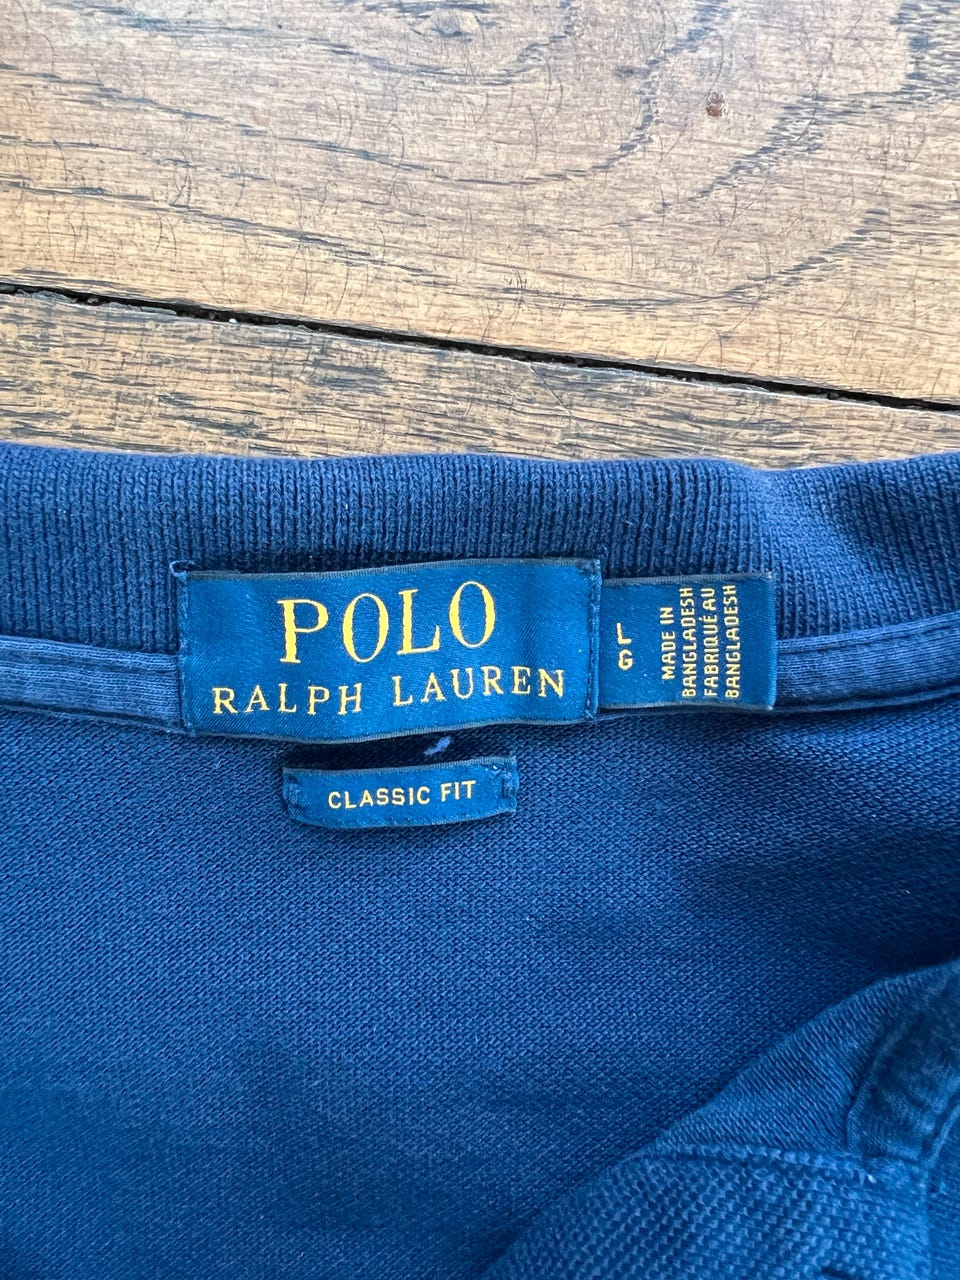 POLO
RALPH LAUREN
L
G
MADE IN
BANGLADESH
FABRIQUÉ AU
BANGLADESH
CLASSIC FIT